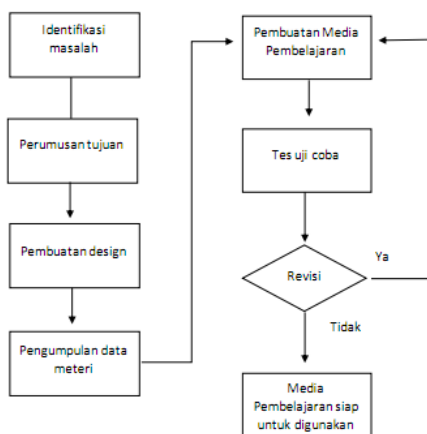 Identifikasi
masalah
Perumusan tujuan
Pembuatan design
Pengumpulan data
meteri
Pembuatan Media
Pembelajaran
Tes uji coba
Revisi
Ya
Tidak
Media
Pembelajaran siap
untuk digunakan